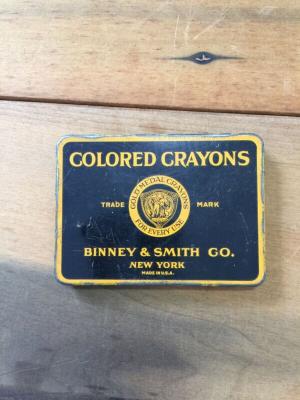 COLORED CRAYONS
GOLD MEDAL CRAYONS
TRADE MARK
FOR EVERY USE
BINNEY & SMITH CO.
NEW YORK
MADE IN U.S.A.